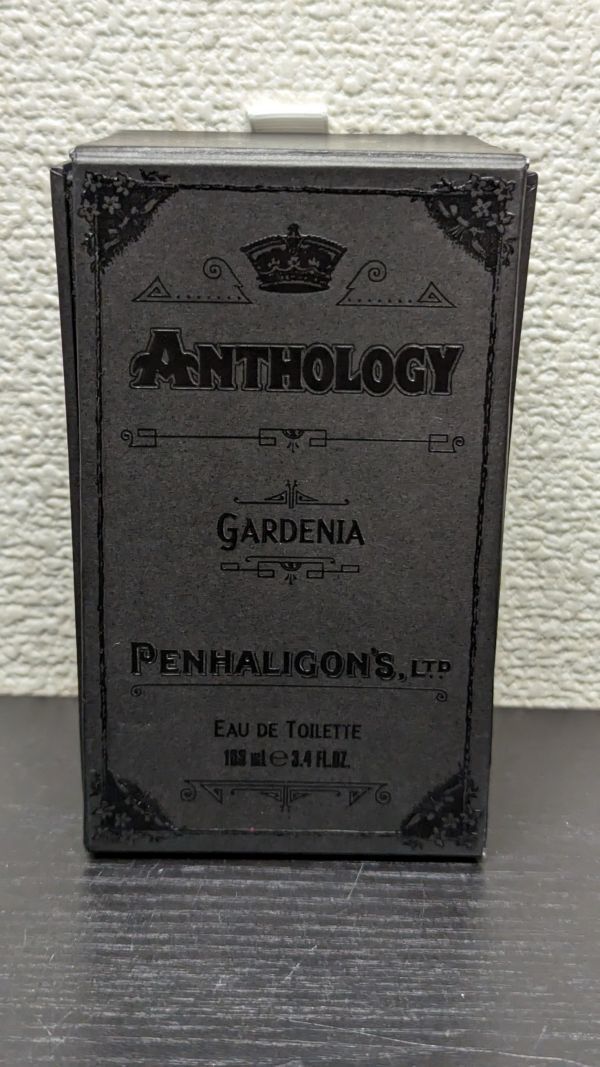 ANTHOLOGY
GARDENIA
PENHALIGON'S, LTD
EAU DE TOILETTE
100 ml ℮ 3.4 FL.OZ.